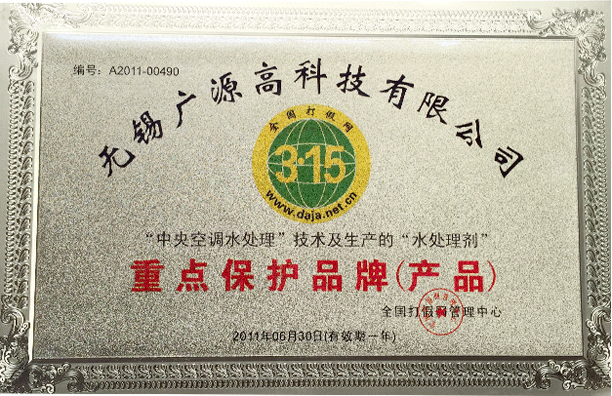 编号：A2011-00490
无锡广源高科技有限公司
全国打假网
3·15
www.daja.net.cn
“中央空调水处理”技术及生产的“水处理剂”
重点保护品牌(产品)
全国打假网管理中心
2011年06月30日(有效期一年)